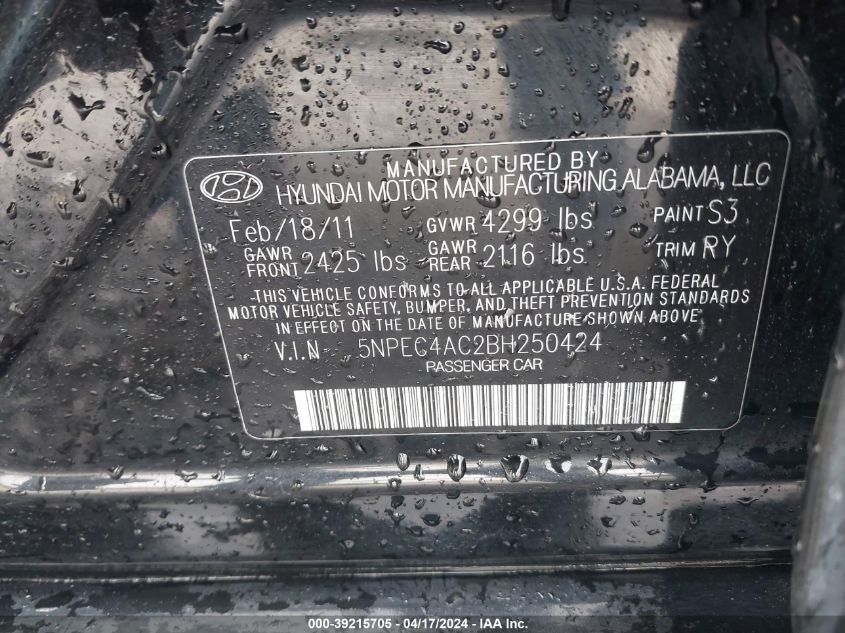 MANUFACTURED BY
HYUNDAI MOTOR MANUFACTURING ALABAMA, LLC
Feb/18/11 GVWR 4299 lbs PAINT S3
GAWR FRONT 2425 lbs GAWR REAR 2116 lbs TRIM RY
THIS VEHICLE CONFORMS TO ALL APPLICABLE U.S.A. FEDERAL
MOTOR VEHICLE SAFETY, BUMPER, AND THEFT PREVENTION STANDARDS
IN EFFECT ON THE DATE OF MANUFACTURE SHOWN ABOVE
V.I.N 5NPEC4AC2BH250424
PASSENGER CAR
000-39215705 - 04/17/2024 - IAA Inc.